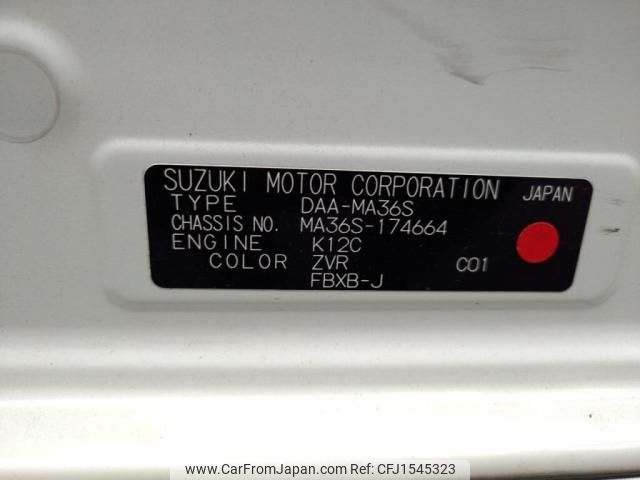 SUZUKI MOTOR CORPORATION JAPAN
TYPE DAA-MA36S
CHASSIS NO. MA36S-174664
ENGINE K12C
COLOR ZVR C01
FBXB-J
www.CarFromJapan.com - CFJ1545323